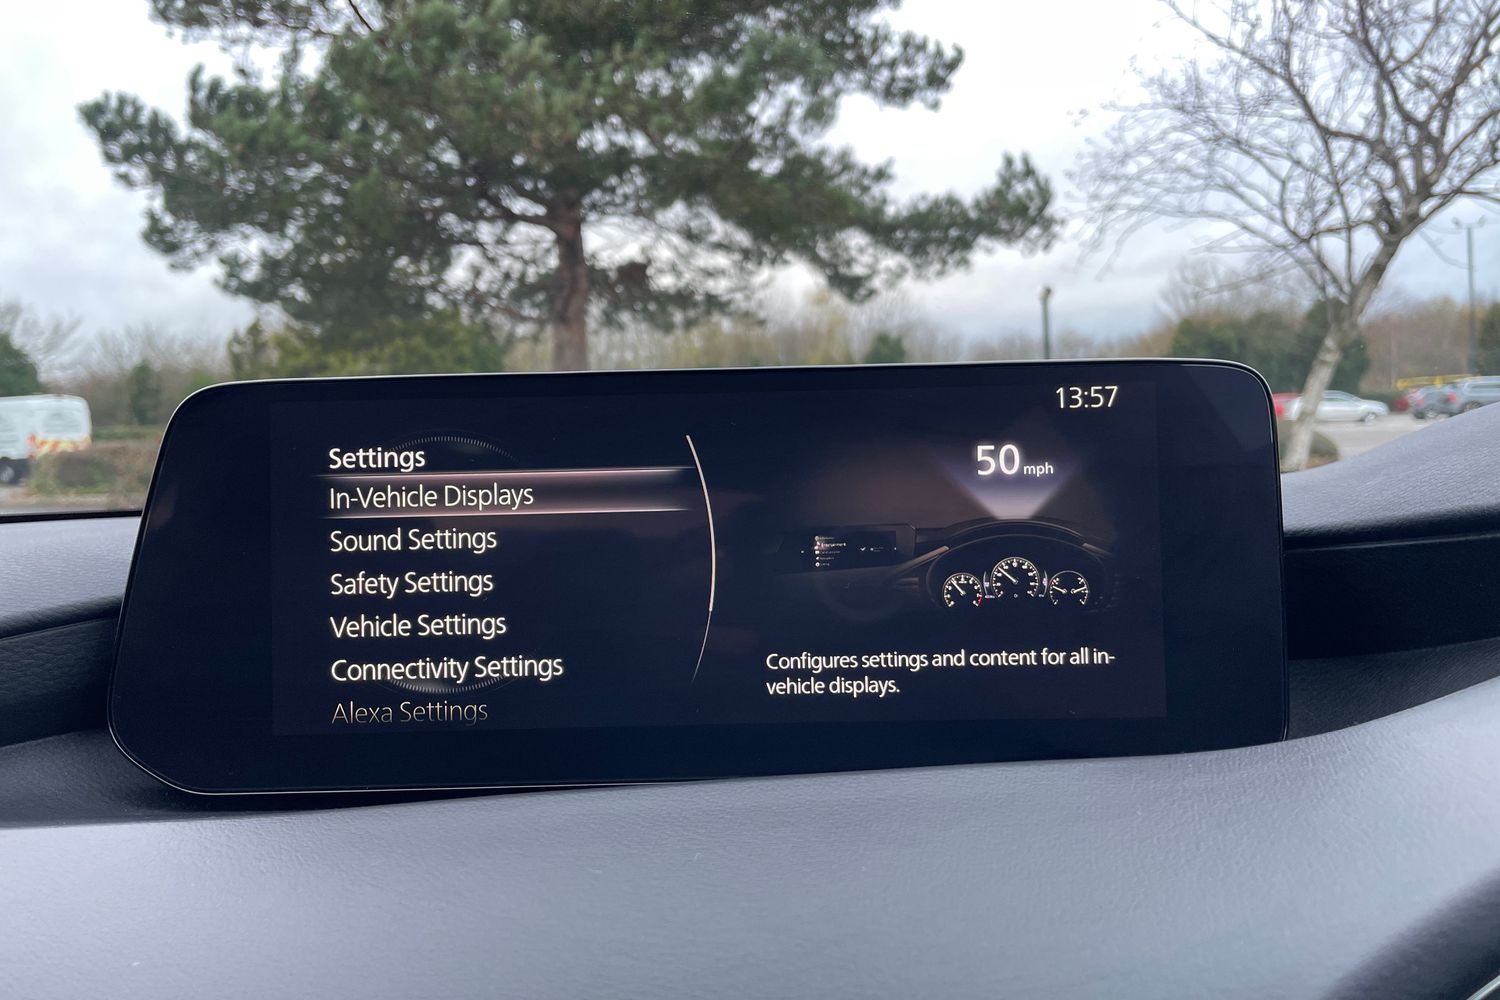 13:57
Settings
In-Vehicle Displays
Sound Settings
Safety Settings
Vehicle Settings
Connectivity Settings
Alexa Settings
50 mph
Configures settings and content for all in-
vehicle displays.